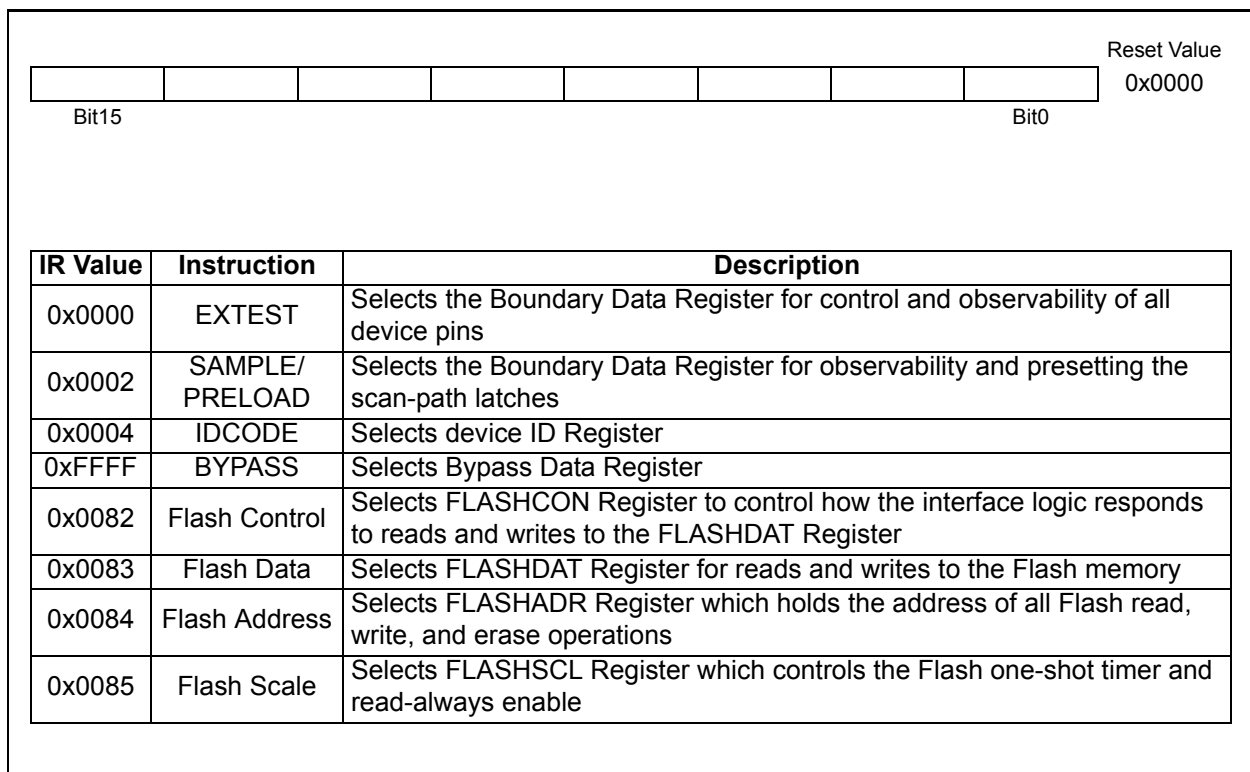 Reset Value
0x0000
Bit15 Bit0
IR Value Instruction Description
0x0000 EXTEST Selects the Boundary Data Register for control and observability of all
device pins
0x0002 SAMPLE/
PRELOAD Selects the Boundary Data Register for observability and presetting the
scan-path latches
0x0004 IDCODE Selects device ID Register
0xFFFF BYPASS Selects Bypass Data Register
0x0082 Flash Control Selects FLASHCON Register to control how the interface logic responds
to reads and writes to the FLASHDAT Register
0x0083 Flash Data Selects FLASHDAT Register for reads and writes to the Flash memory
0x0084 Flash Address Selects FLASHADR Register which holds the address of all Flash read,
write, and erase operations
0x0085 Flash Scale Selects FLASHSCL Register which controls the Flash one-shot timer and
read-always enable